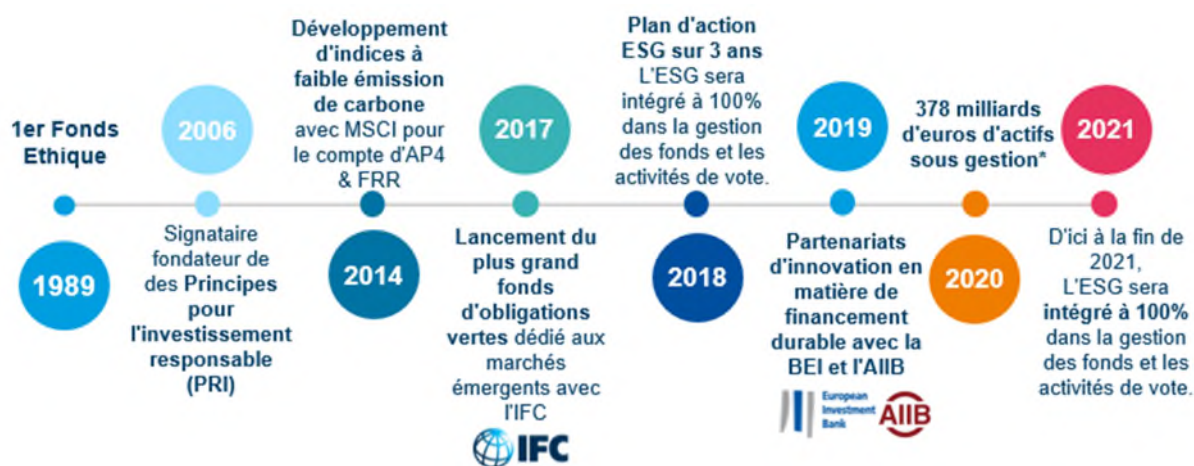 1er Fonds
Ethique
1989
2006
Signataire
fondateur de
des Principes
pour
l'investissement
responsable
(PRI)
Développement
d'indices à
faible émission
de carbone
avec MSCI pour
le compte d'AP4
& FRR
2014
2017
Lancement du
plus grand
fonds
d'obligations
vertes dédié aux
marchés
émergents avec
l'IFC
IFC
Plan d'action
ESG sur 3 ans
L'ESG sera
intégré à 100%
dans la gestion
des fonds et les
activités de vote.
2018
2019
Partenariats
d'innovation en
matière de
financement
durable avec la
BEI et l'AIIB
European
Investment
Bank
AIIB
378 milliards
d'euros d'actifs
sous gestion*
2020
2021
D'ici à la fin de
2021,
L'ESG sera
intégré à 100%
dans la gestion
des fonds et les
activités de vote.